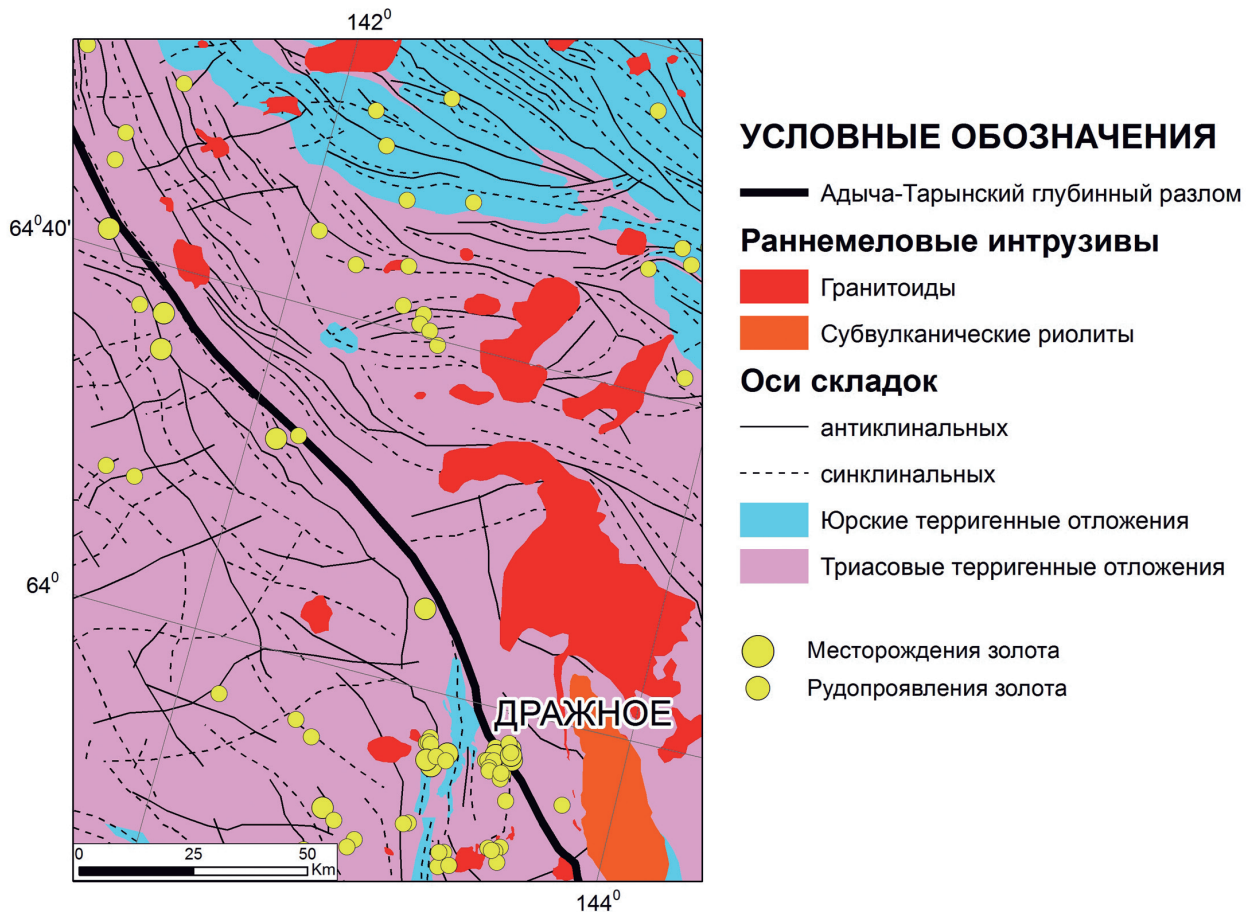 142⁰
64⁰40'
64⁰
ДРАЖНОЕ
0 25 50
Km
144⁰
УСЛОВНЫЕ ОБОЗНАЧЕНИЯ
Адыча-Тарынский глубинный разлом
Раннемеловые интрузивы
Гранитоиды
Субвулканические риолиты
Оси складок
антиклинальных
синклинальных
Юрские терригенные отложения
Триасовые терригенные отложения
Месторождения золота
Рудопроявления золота